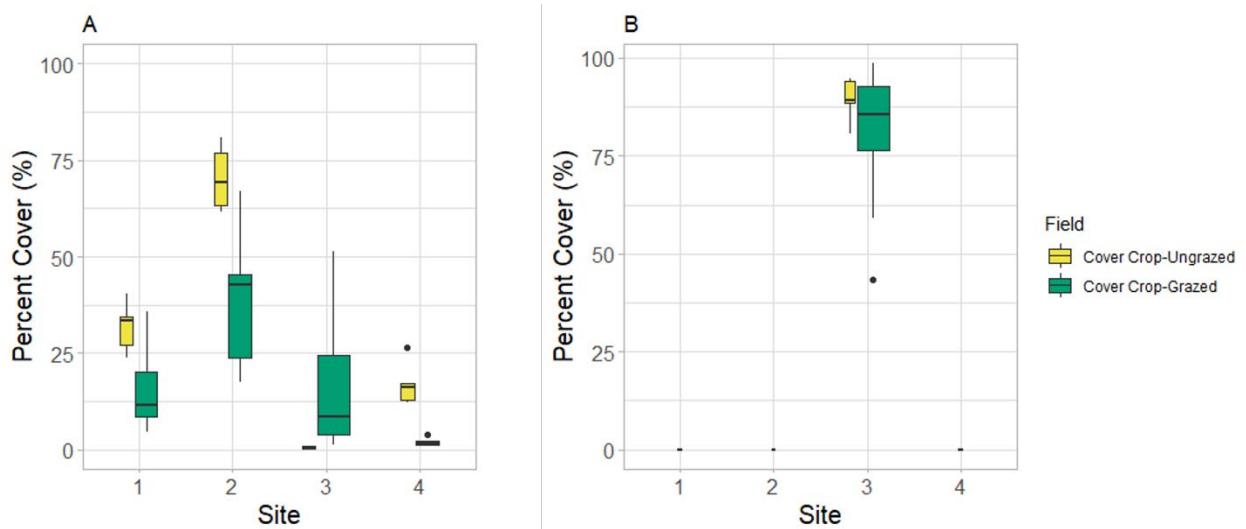 A
Percent Cover (%)
100
75
50
25
0
1 2 3 4
Site
B
Percent Cover (%)
100
75
50
25
0
1 2 3 4
Site
Field
Cover Crop-Ungrazed
Cover Crop-Grazed